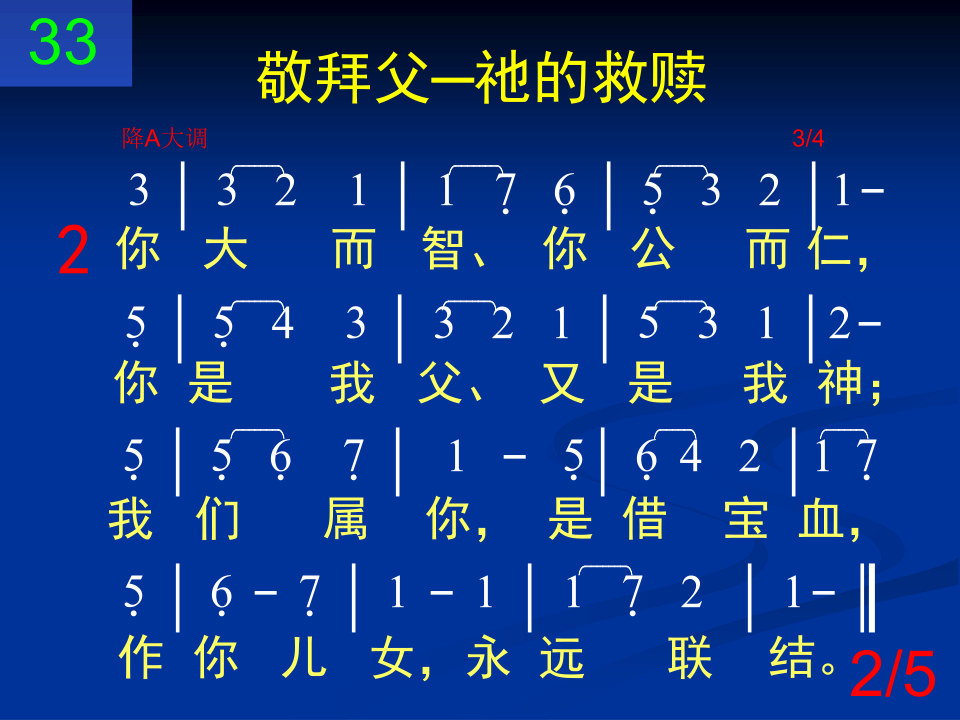 33
敬拜父—祂的救赎
降A大调 3/4
3 | 3 2 1 | 1 7̣ 6̣ | 5̣ 3 2 | 1 -
2 你 大 而 智、 你 公 而 仁，
5̣ | 5̣ 4 3 | 3 2 1 | 5 3 1 | 2 -
你 是 我 父、 又 是 我 神；
5̣ | 5̣ 6̣ 7̣ | 1 - 5̣ | 6̣ 4 2 | 1 7̣
我 们 属 你， 是 借 宝 血，
5̣ | 6̣ - 7̣ | 1 - 1 | 1 7̣ 2 | 1 - ‖
作 你 儿 女，永 远 联 结。
2/5